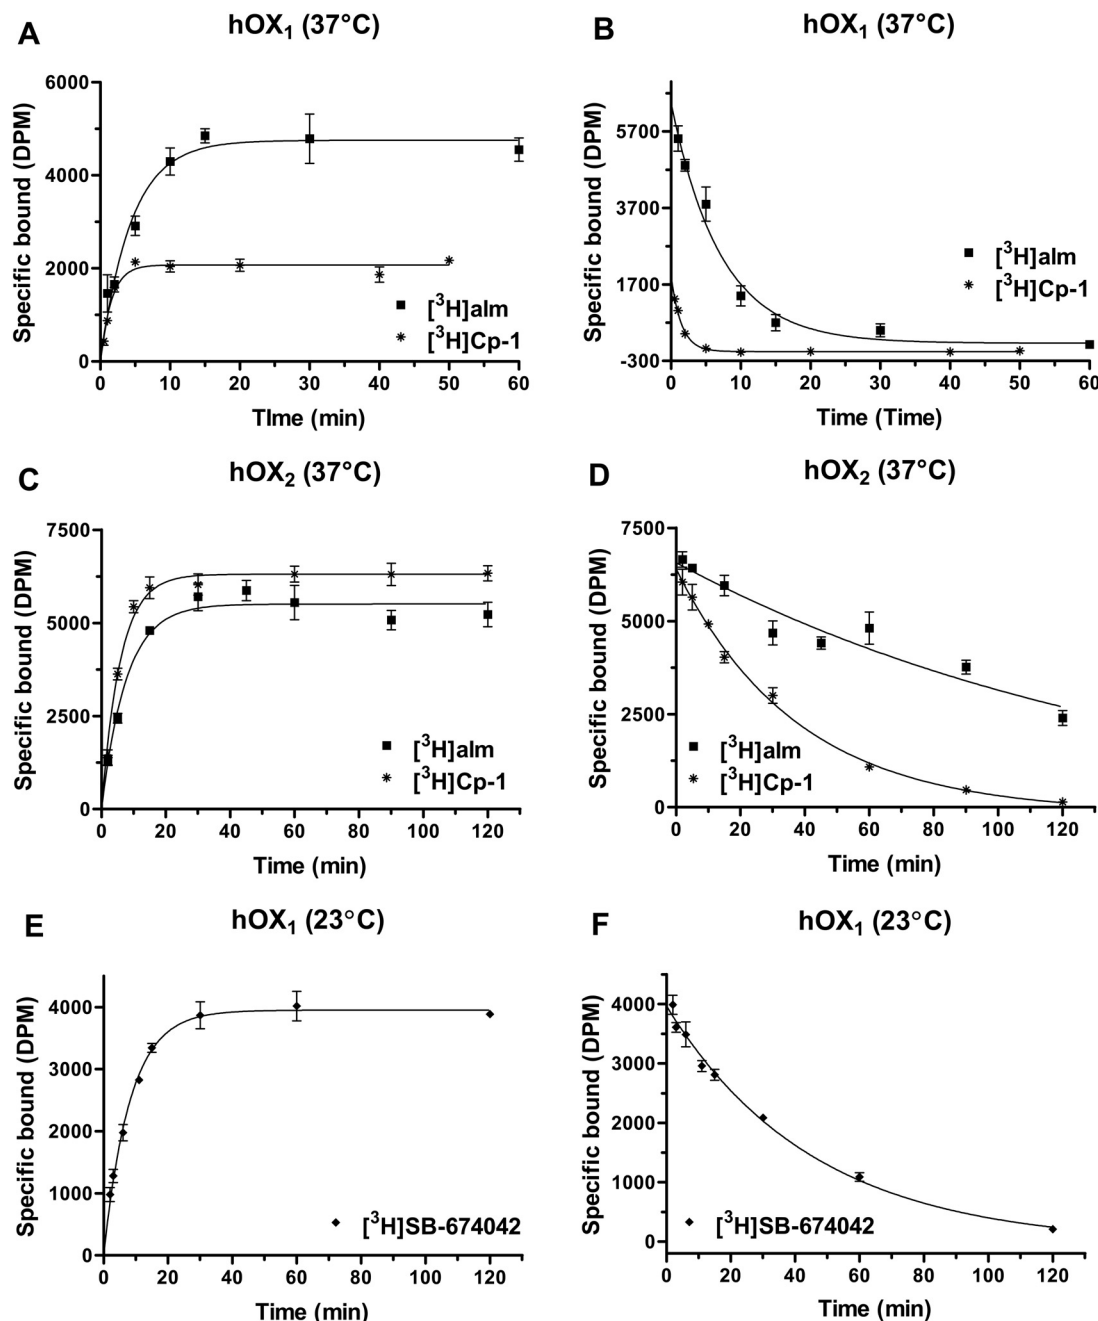 A
hOX₁ (37°C)
Specific bound (DPM)
6000
4000
2000
0
[³H]alm
[³H]Cp-1
0 10 20 30 40 50 60
TIme (min)
B
hOX₁ (37°C)
Specific bound (DPM)
5700
3700
1700
-300
[³H]alm
[³H]Cp-1
0 10 20 30 40 50 60
Time (Time)
C
hOX₂ (37°C)
Specific bound (DPM)
7500
5000
2500
0
[³H]alm
[³H]Cp-1
0 20 40 60 80 100 120
Time (min)
D
hOX₂ (37°C)
Specific bound (DPM)
7500
5000
2500
0
[³H]alm
[³H]Cp-1
0 20 40 60 80 100 120
Time (min)
E
hOX₁ (23°C)
Specific bound (DPM)
4000
3000
2000
1000
0
[³H]SB-674042
0 20 40 60 80 100 120
Time (min)
F
hOX₁ (23°C)
Specific bound (DPM)
4000
3000
2000
1000
0
[³H]SB-674042
0 20 40 60 80 100 120
Time (min)